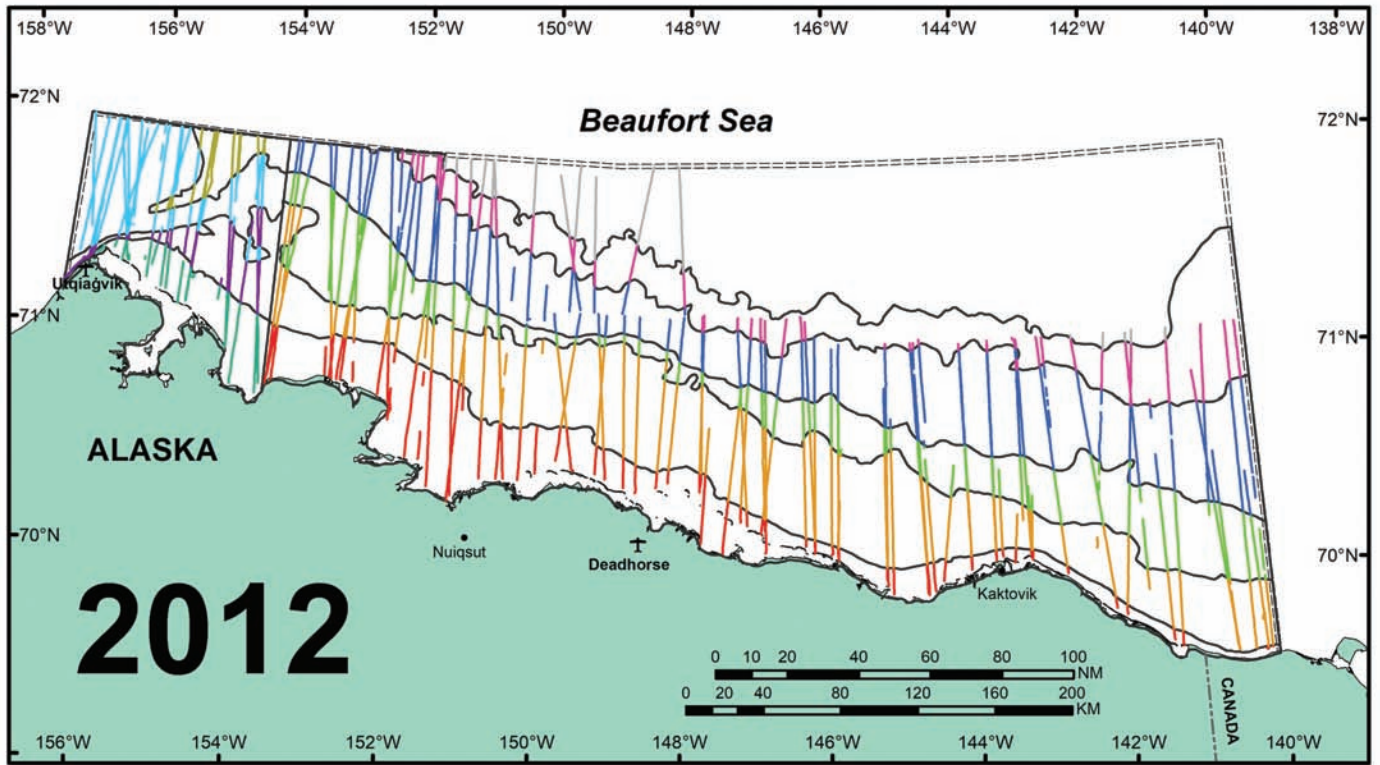 158°W 156°W 154°W 152°W 150°W 148°W 146°W 144°W 142°W 140°W 138°W
72°N
72°N
Beaufort Sea
Utqiaġvik
71°N
71°N
ALASKA
70°N
70°N
Nuiqsut
Deadhorse
Kaktovik
2012
0 10 20 40 60 80 100
NM
0 20 40 80 120 160 200
KM
CANADA
156°W 154°W 152°W 150°W 148°W 146°W 144°W 142°W 140°W